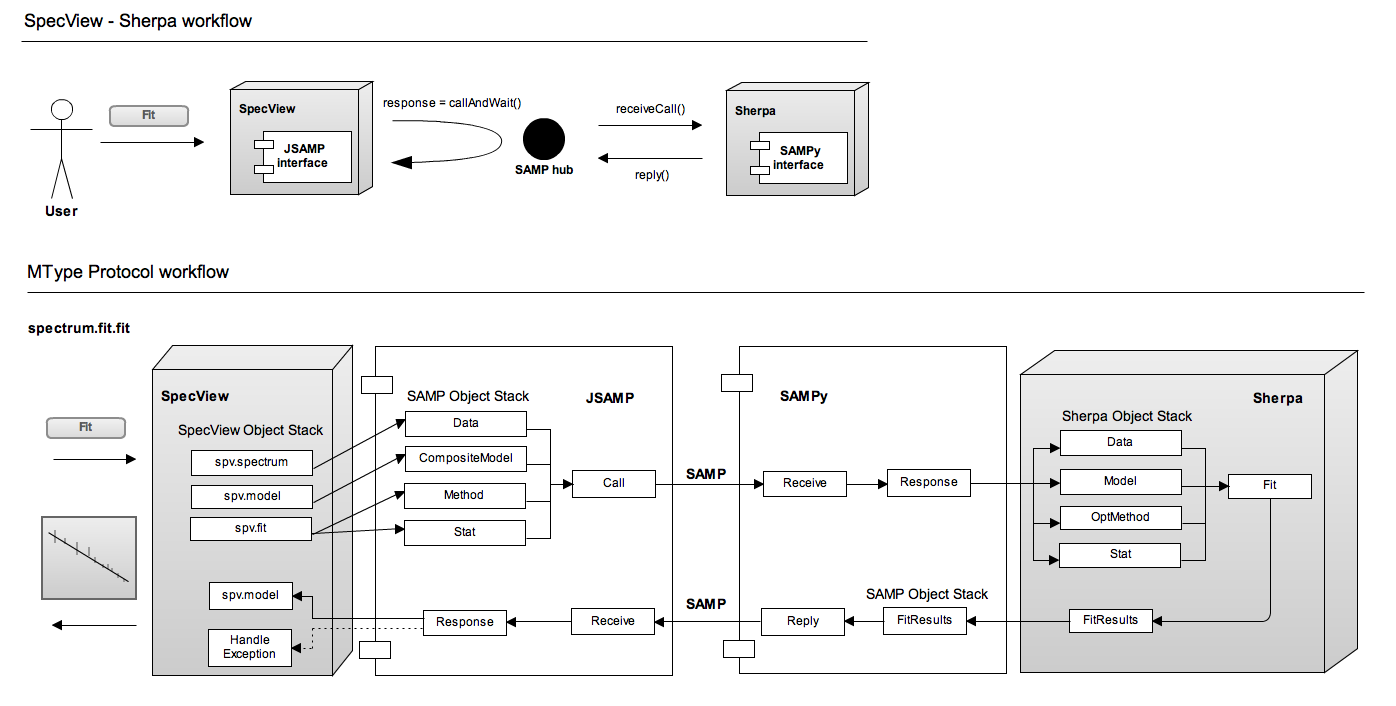 SpecView - Sherpa workflow
Fit
User
SpecView
JSAMP
interface
response = callAndWait()
SAMP hub
receiveCall()
reply()
Sherpa
SAMPy
interface
MType Protocol workflow
spectrum.fit.fit
Fit
SpecView
SpecView Object Stack
spv.spectrum
spv.model
spv.fit
spv.model
Handle
Exception
SAMP Object Stack
JSAMP
Data
CompositeModel
Method
Stat
Call
Response
Receive
SAMP
SAMP
SAMPy
Receive
Response
SAMP Object Stack
Reply
FitResults
Sherpa
Sherpa Object Stack
Data
Model
OptMethod
Stat
Fit
FitResults